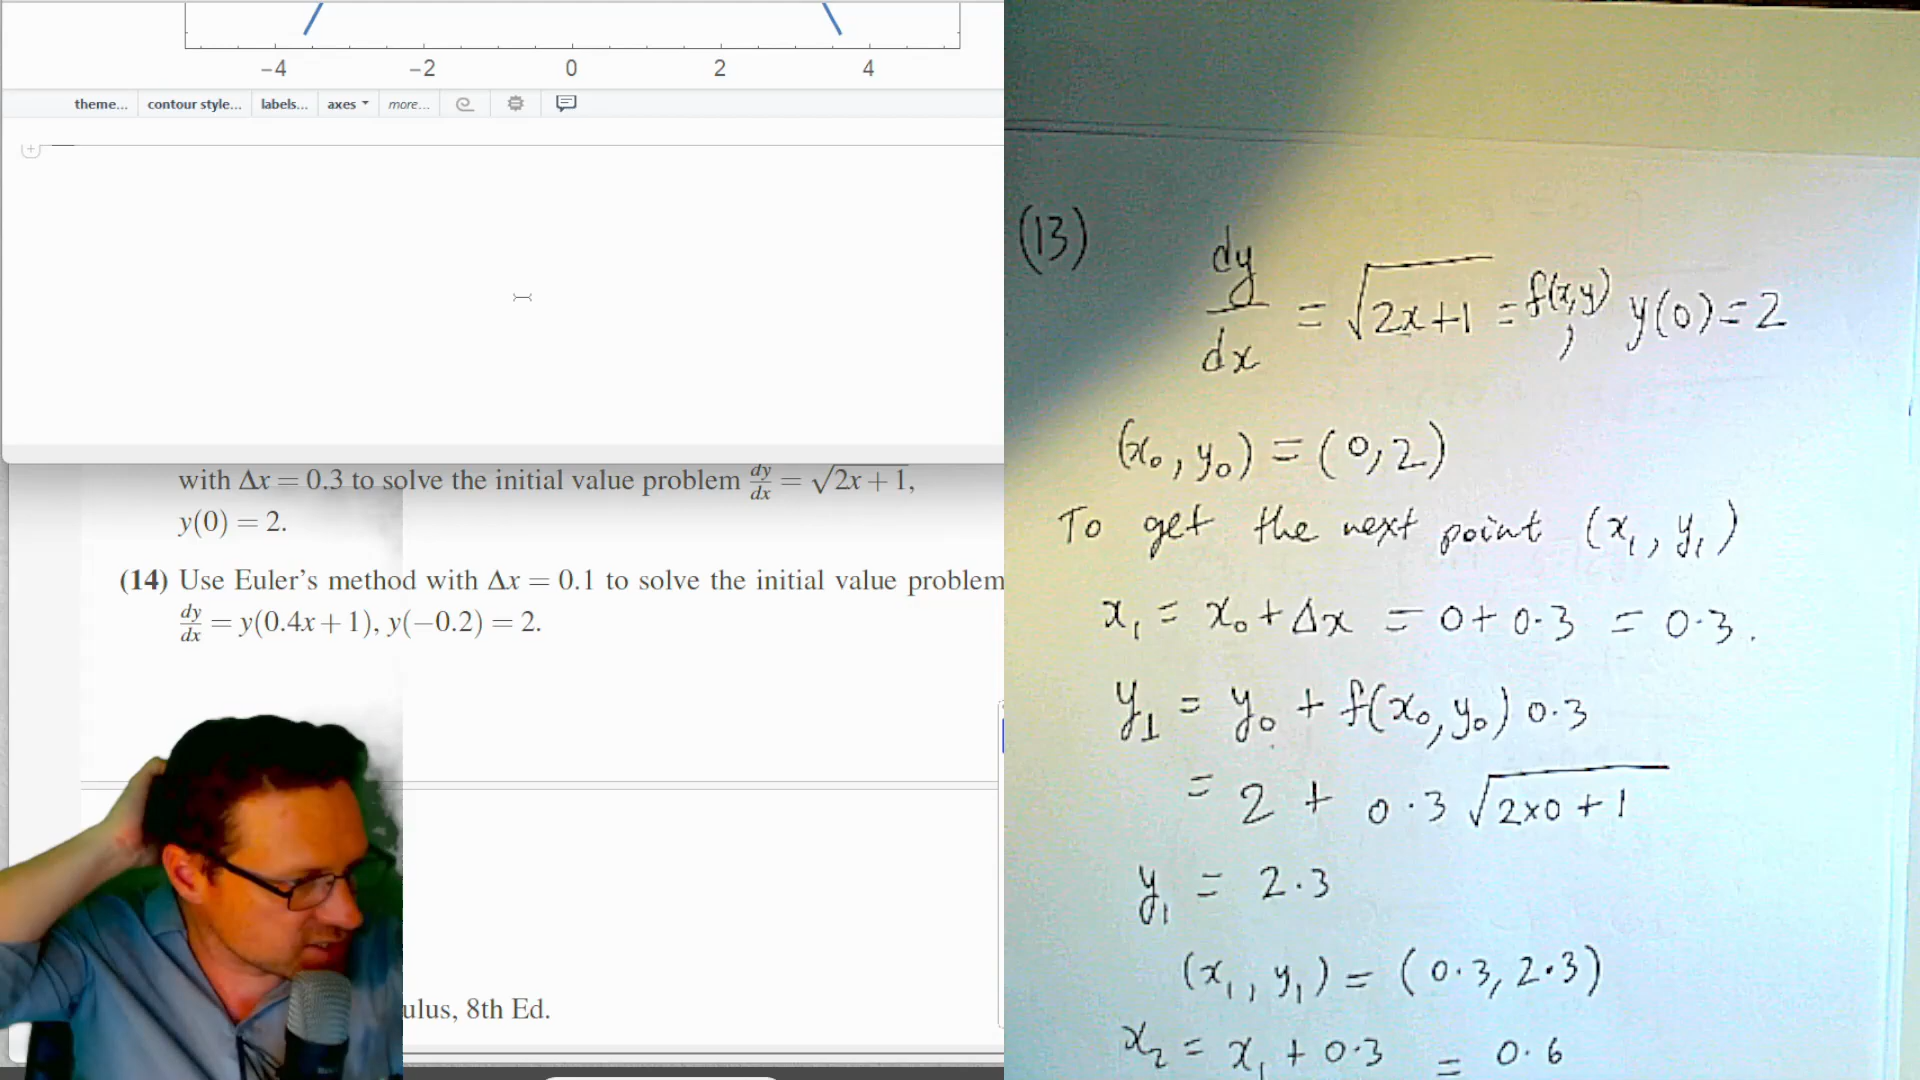 −4 −2 0 2 4
theme... contour style... labels... axes more...
with Δx = 0.3 to solve the initial value problem dy/dx = √(2x+1),
y(0) = 2.
(14) Use Euler's method with Δx = 0.1 to solve the initial value problem
dy/dx = y(0.4x+1), y(−0.2) = 2.
ulus, 8th Ed.
(13)
dy/dx = √(2x+1) = f(x,y), y(0)=2
(x₀, y₀) = (0,2)
To get the next point (x₁, y₁)
x₁ = x₀ + Δx = 0 + 0.3 = 0.3.
y₁ = y₀ + f(x₀, y₀) 0.3
= 2 + 0.3 √(2×0 + 1)
y₁ = 2.3
(x₁, y₁) = (0.3, 2.3)
x₂ = x₁ + 0.3 = 0.6